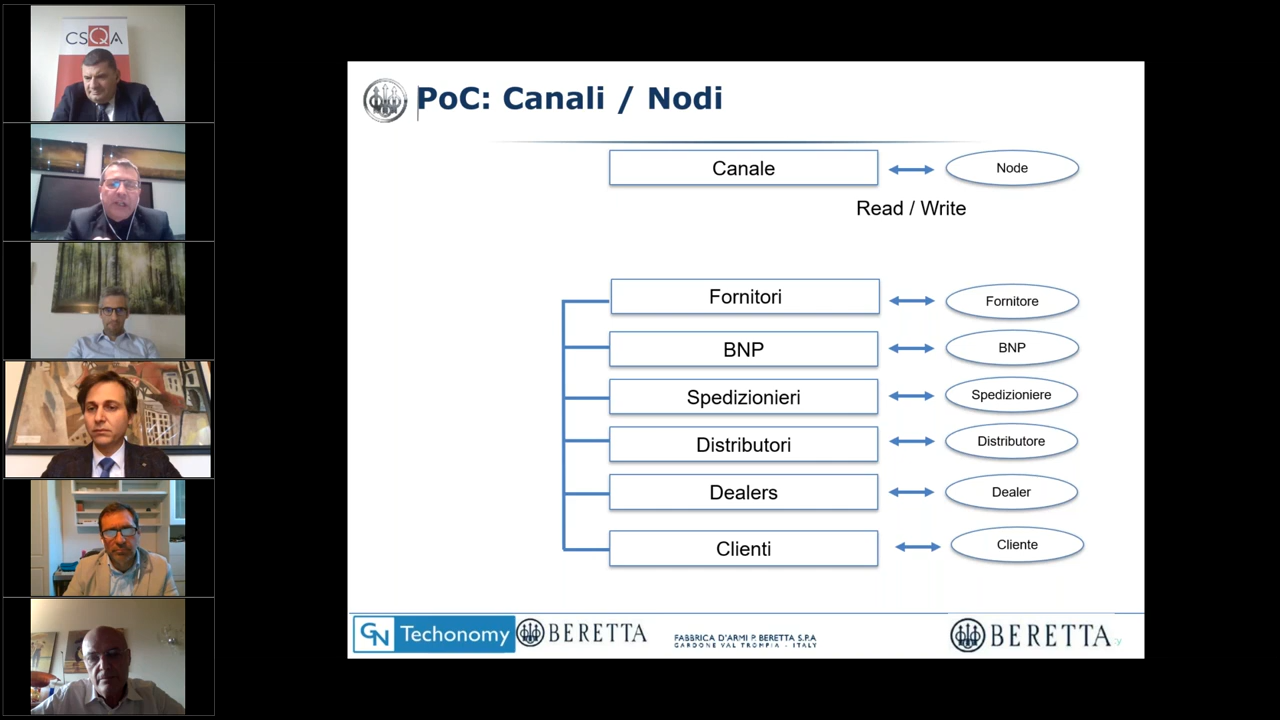 CSQA
PoC: Canali / Nodi
Canale
Node
Read / Write
Fornitori
Fornitore
BNP
BNP
Spedizionieri
Spedizioniere
Distributori
Distributore
Dealers
Dealer
Clienti
Cliente
GN Techonomy
BERETTA
FABBRICA D'ARMI P. BERETTA S.P.A
GARDONE VAL TROMPIA - ITALY
BERETTA